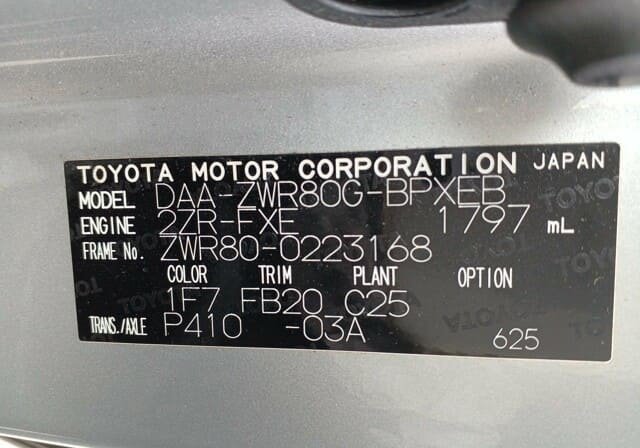 TOYOTA MOTOR CORPORATION JAPAN
MODEL DAA-ZWR80G-BPXEB
ENGINE 2ZR-FXE 1797 mL
FRAME No. ZWR80-0223168
COLOR TRIM PLANT OPTION
1F7 FB20 C25
TRANS./AXLE P410 -03A 625